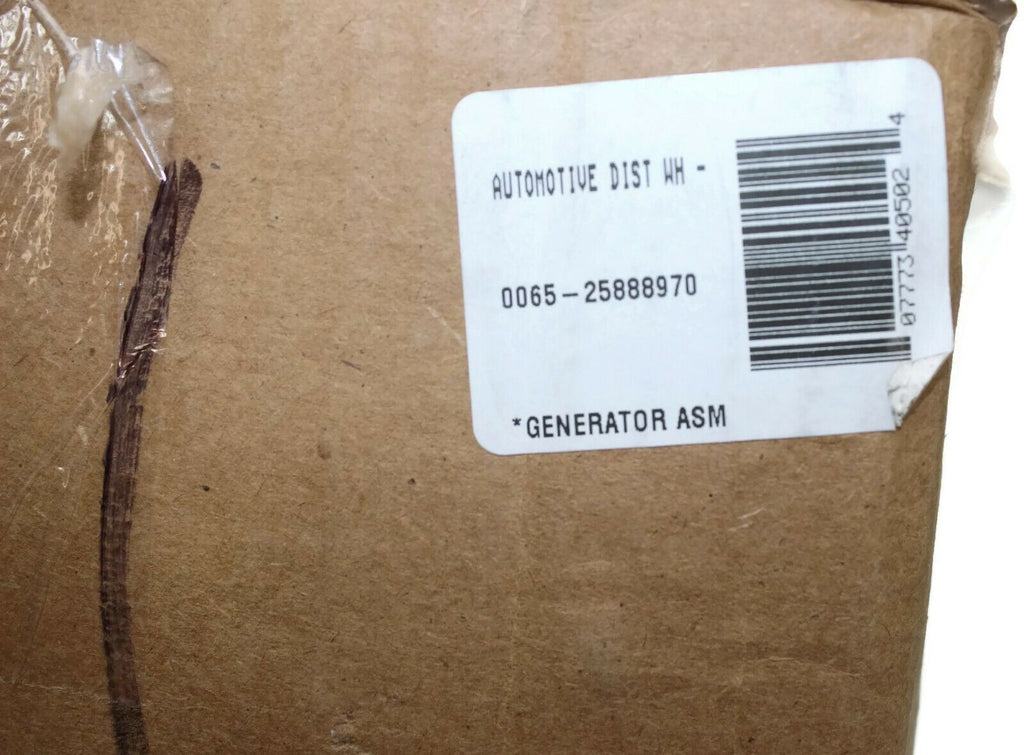 AUTOMOTIVE DIST WH -
0065-25888970
*GENERATOR ASM
07773 40502 4